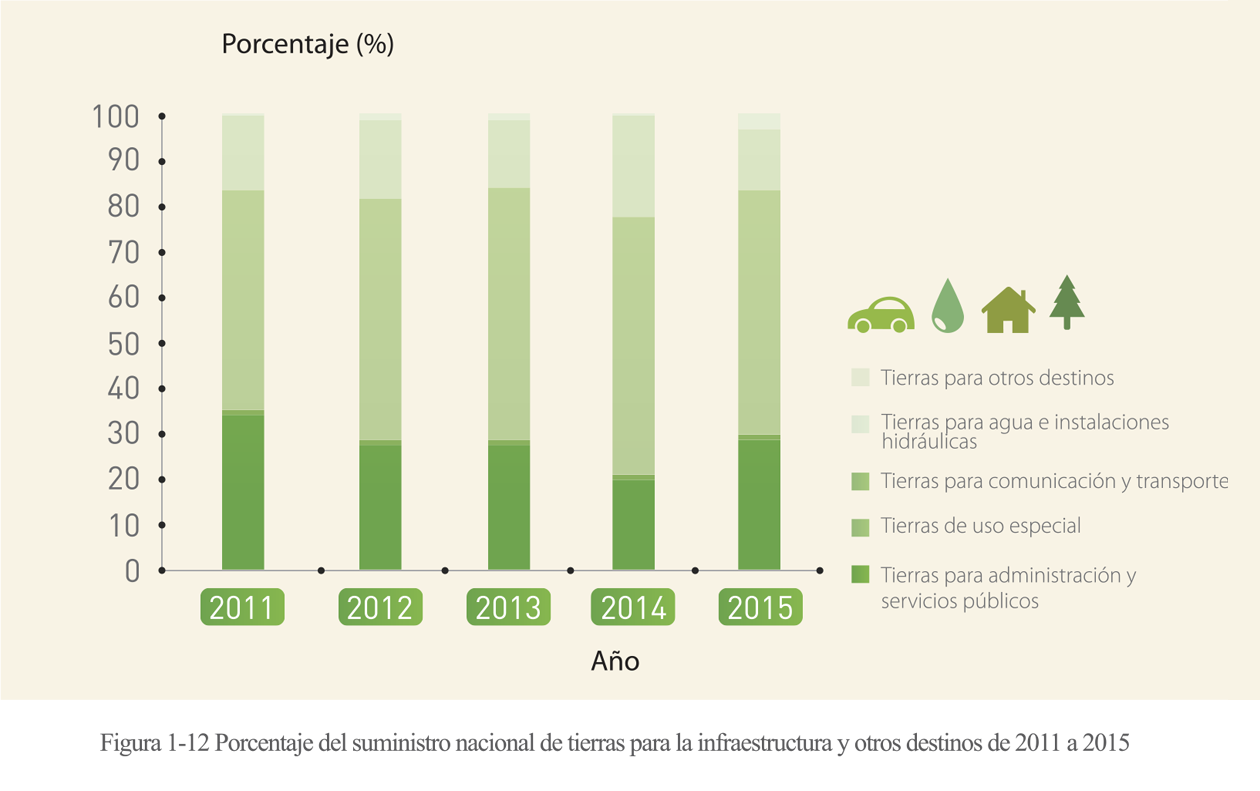 Porcentaje (%)
100
90
80
70
60
50
40
30
20
10
0
2011
2012
2013
2014
2015
Año
Tierras para otros destinos
Tierras para agua e instalaciones
hidráulicas
Tierras para comunicación y transporte
Tierras de uso especial
Tierras para administración y
servicios públicos
Figura 1-12 Porcentaje del suministro nacional de tierras para la infraestructura y otros destinos de 2011 a 2015